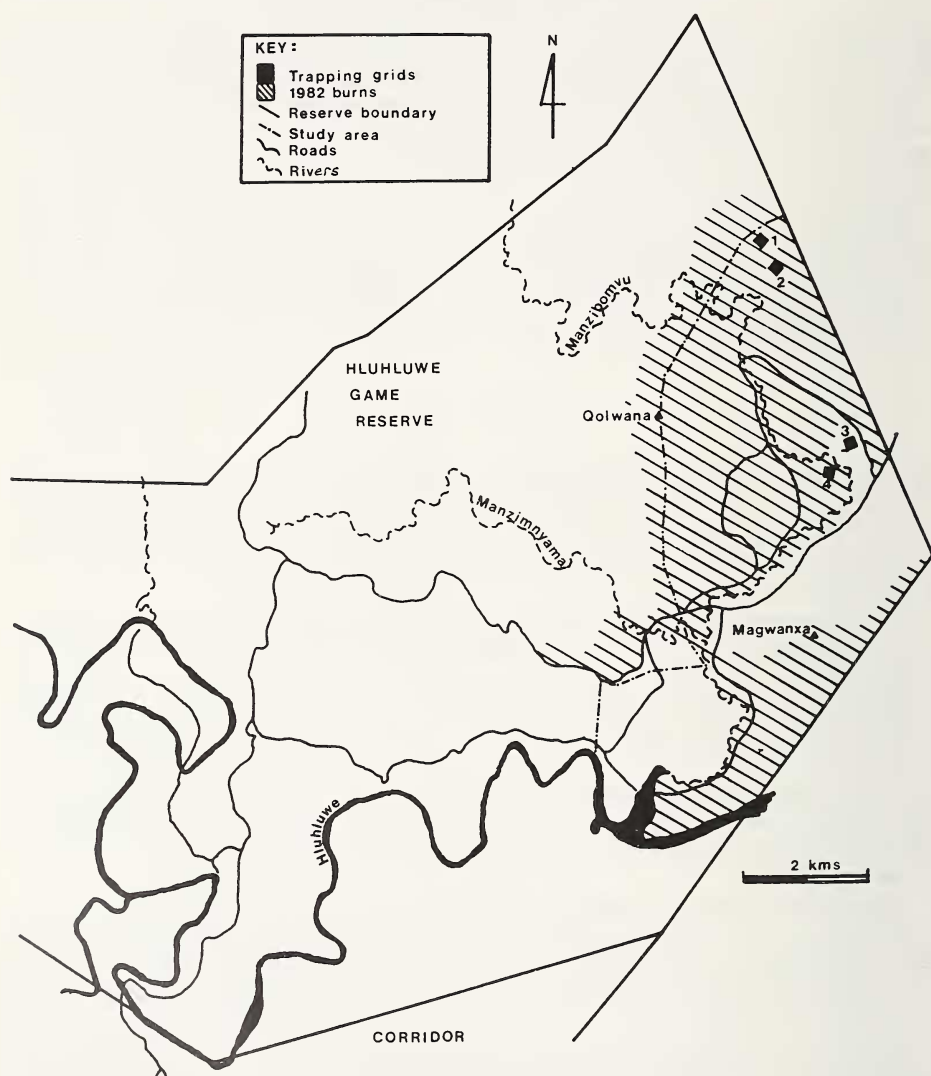 KEY:
Trapping grids
1982 burns
Reserve boundary
Study area
Roads
Rivers
N
1
2
Manzibomvu
HLUHLUWE
GAME
RESERVE
Qolwana
3
4
Manzimnyama
Magwanxa
Hluhluwe
2 kms
CORRIDOR